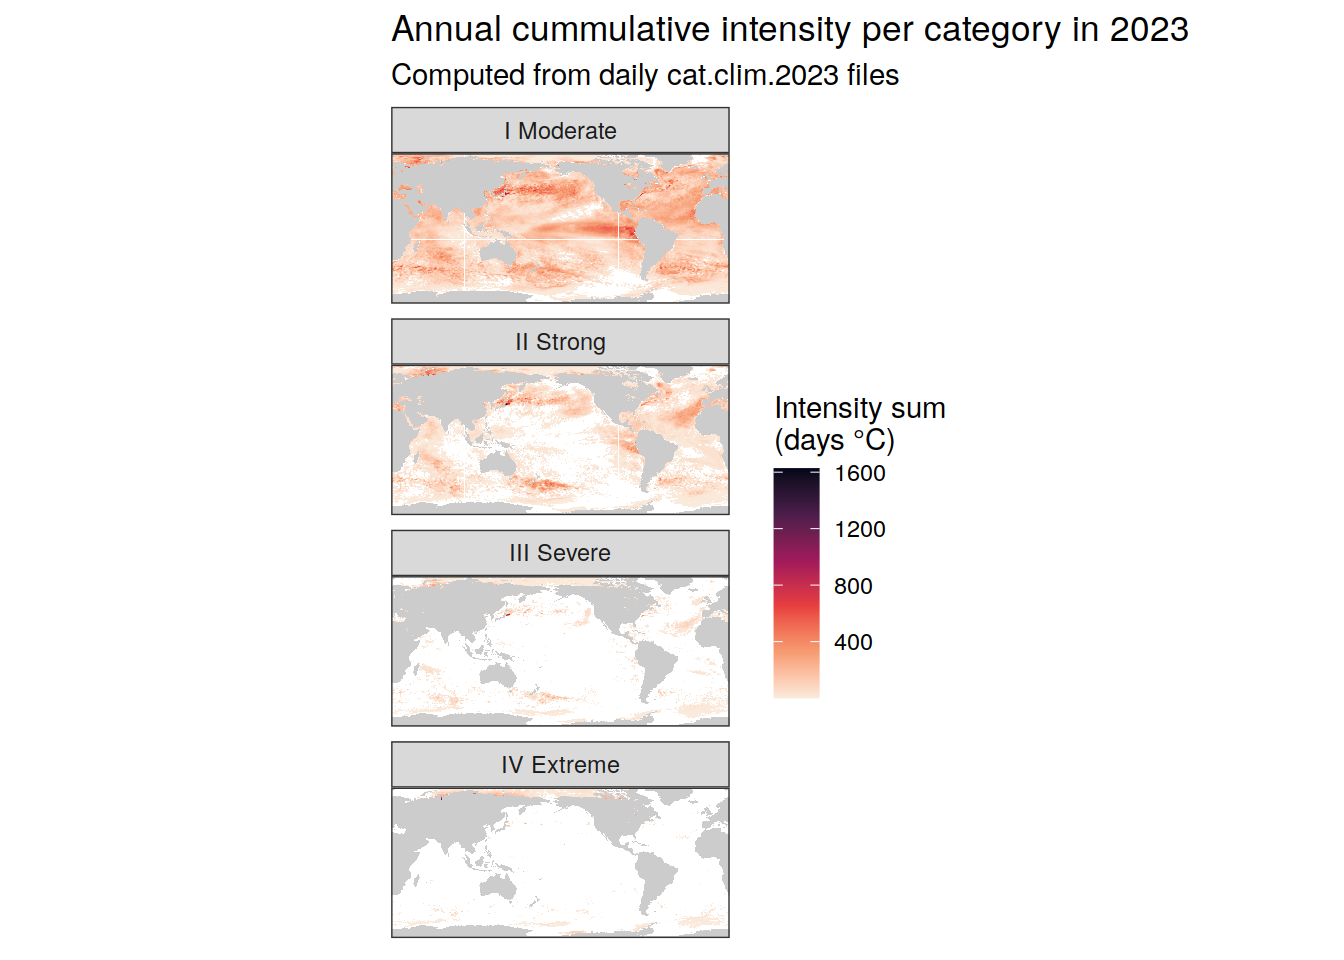 Annual cummulative intensity per category in 2023
Computed from daily cat.clim.2023 files
I Moderate
II Strong
III Severe
IV Extreme
Intensity sum
(days °C)
1600
1200
800
400